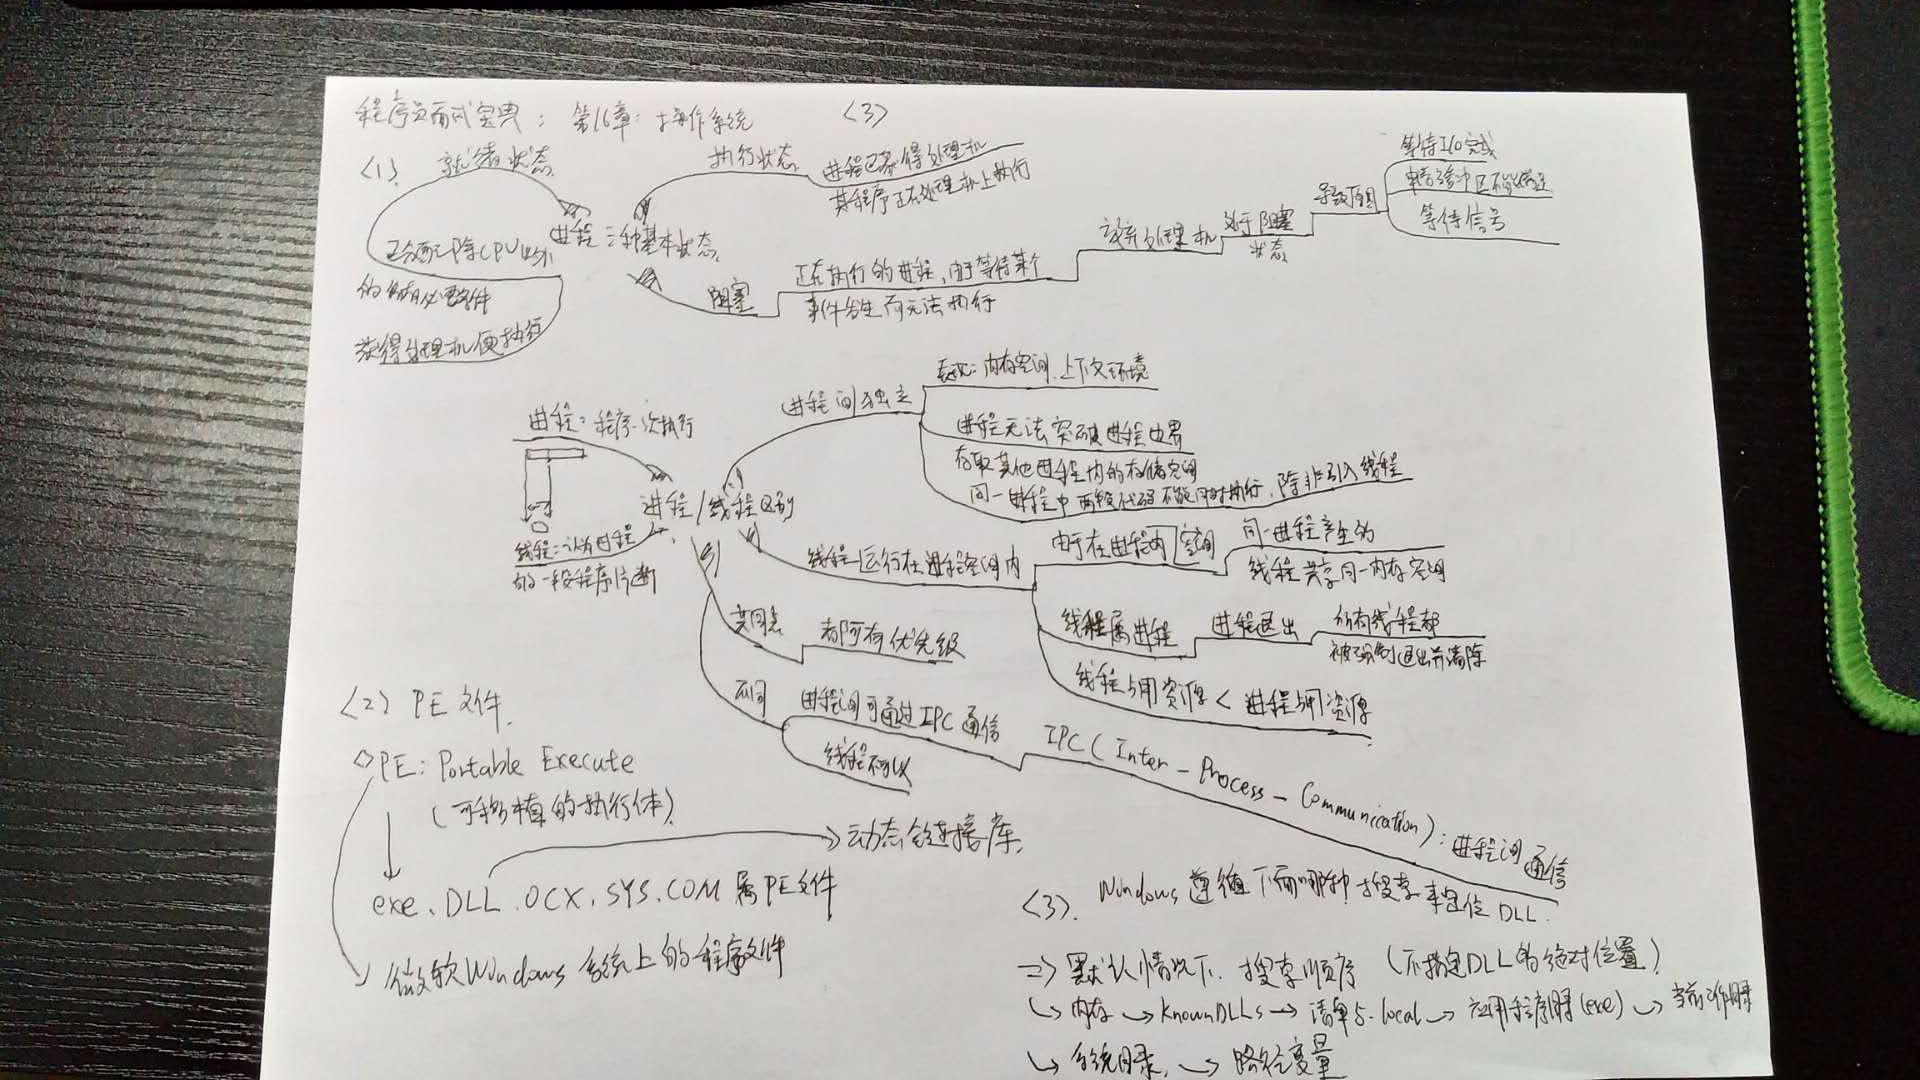 程序员面试宝典：第16章：操作系统 <3>
<1>
就绪状态
已分配了除CPU以外
的所有必要条件
获得处理机便执行
进程三种基本状态
执行状态
进程已获得处理机
其程序正在处理机上执行
阻塞
正在执行的进程，由于等待某个
事件发生而无法执行
放弃处理机
处于阻塞
状态
导致原因
等待I/O完成
申请缓冲区不能满足
等待信号
进程：程序一次执行
线程：认为进程
的一段程序片断
进程/线程区别
进程间独立
表现：内存空间、上下文环境
进程无法突破进程边界
存取其他进程内的存储空间
同一进程中两段代码不能同时执行，除非引入线程
线程运行在进程空间内
由于在进程内空间
同一进程产生的
线程共享同一内存空间
线程属进程
进程退出
所有线程都
被强制退出并清除
线程占用资源 < 进程占用资源
共同点
都可有优先级
不同
进程间可通过IPC通信
线程不可以
IPC (Inter-Process-Communication)：进程间通信
<2> PE文件.
PE: Portable Execute
(可移植的执行体)
动态链接库.
exe、DLL.OCX.SYS.COM 属PE文件
微软Windows系统上的程序文件
<3>. Windows遵循下面哪种搜索来定位DLL.
=> 默认情况下.搜索顺序 (不指定DLL的绝对位置)
内存→KnownDLLs→清单与.local→应用程序目录(exe)→当前工作目录
系统目录.→路径变量